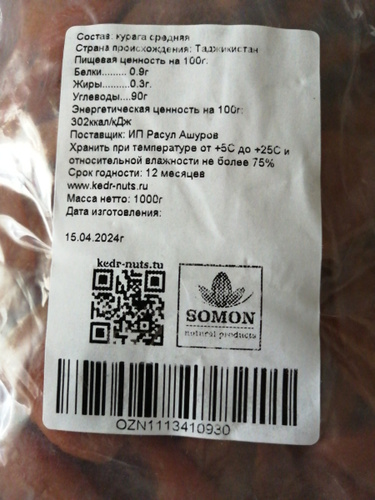 Состав: курага средняя
Страна происхождения: Таджикистан
Пищевая ценность на 100г:
Белки......... 0.9г
Жиры..........0.3г.
Углеводы....90г
Энергетическая ценность на 100г:
302ккал/кДж
Поставщик: ИП Расул Ашуров
Хранить при температуре от +5С до +25С и
относительной влажности не более 75%
Срок годности: 12 месяцев
www.kedr-nuts.ru
Масса нетто: 1000г
Дата изготовления:
15.04.2024г
kedr-nuts.ru
SOMON
natural products
OZN1113410930